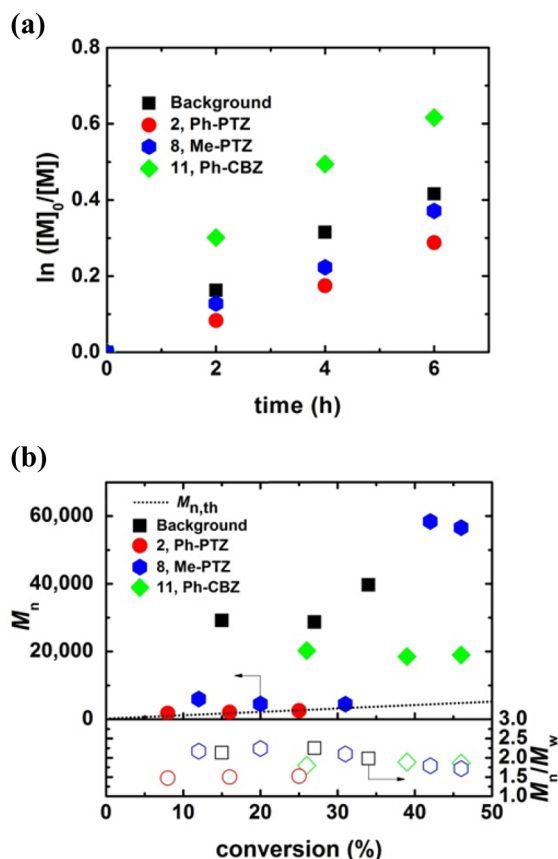 (a)
0.8
0.6
0.4
0.2
0.0
ln ([M]0/[M])
Background
2, Ph-PTZ
8, Me-PTZ
11, Ph-CBZ
0
2
4
6
time (h)
(b)
60,000
40,000
20,000
0
Mn
Mn,th
Background
2, Ph-PTZ
8, Me-PTZ
11, Ph-CBZ
3.0
2.5
2.0
1.5
1.0
Mn/Mw
0
10
20
30
40
50
conversion (%)